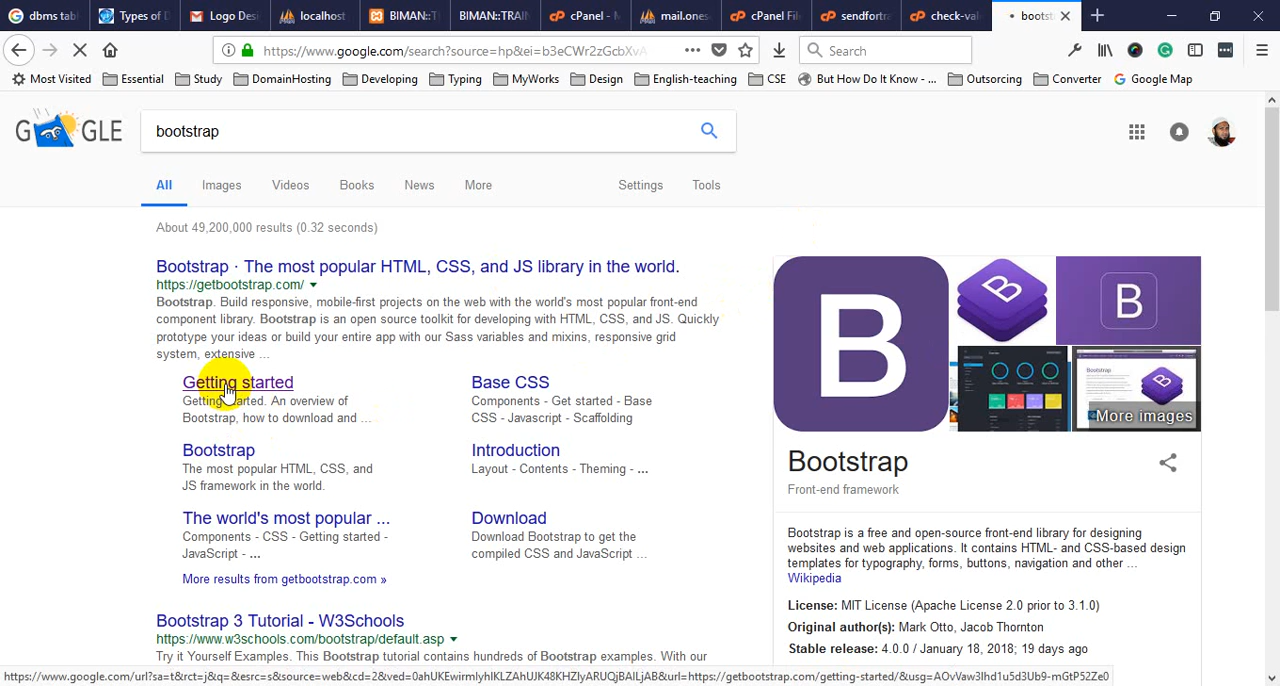 dbms tabl
Types of D
Logo Desi
localhost
BIMAN::T
BIMAN::TRAIN
cPanel - M
mail.ones
cPanel File
sendfortra
check-val
bootst
https://www.google.com/search?source=hp&ei=b3eCWr2zGcbXvA
Search
Most Visited
Essential
Study
DomainHosting
Developing
Typing
MyWorks
Design
English-teaching
CSE
But How Do It Know - ...
Outsorcing
Converter
Google Map
GOOGLE
bootstrap
All
Images
Videos
Books
News
More
Settings
Tools
About 49,200,000 results (0.32 seconds)
Bootstrap · The most popular HTML, CSS, and JS library in the world.
https://getbootstrap.com/
Bootstrap. Build responsive, mobile-first projects on the web with the world's most popular front-end
component library. Bootstrap is an open source toolkit for developing with HTML, CSS, and JS. Quickly
prototype your ideas or build your entire app with our Sass variables and mixins, responsive grid
system, extensive ...
Getting started
Getting started. An overview of
Bootstrap, how to download and ...
Base CSS
Components - Get started - Base
CSS - Javascript - Scaffolding
Bootstrap
The most popular HTML, CSS, and
JS framework in the world.
Introduction
Layout - Contents - Theming - ...
The world's most popular ...
Components - CSS - Getting started -
JavaScript - ...
Download
Download Bootstrap to get the
compiled CSS and JavaScript ...
More results from getbootstrap.com »
Bootstrap 3 Tutorial - W3Schools
https://www.w3schools.com/bootstrap/default.asp
Try it Yourself Examples. This Bootstrap tutorial contains hundreds of Bootstrap examples. With our
B
B
B
More images
Bootstrap
Front-end framework
Bootstrap is a free and open-source front-end library for designing
websites and web applications. It contains HTML- and CSS-based design
templates for typography, forms, buttons, navigation and other ...
Wikipedia
License: MIT License (Apache License 2.0 prior to 3.1.0)
Original author(s): Mark Otto, Jacob Thornton
Stable release: 4.0.0 / January 18, 2018; 19 days ago